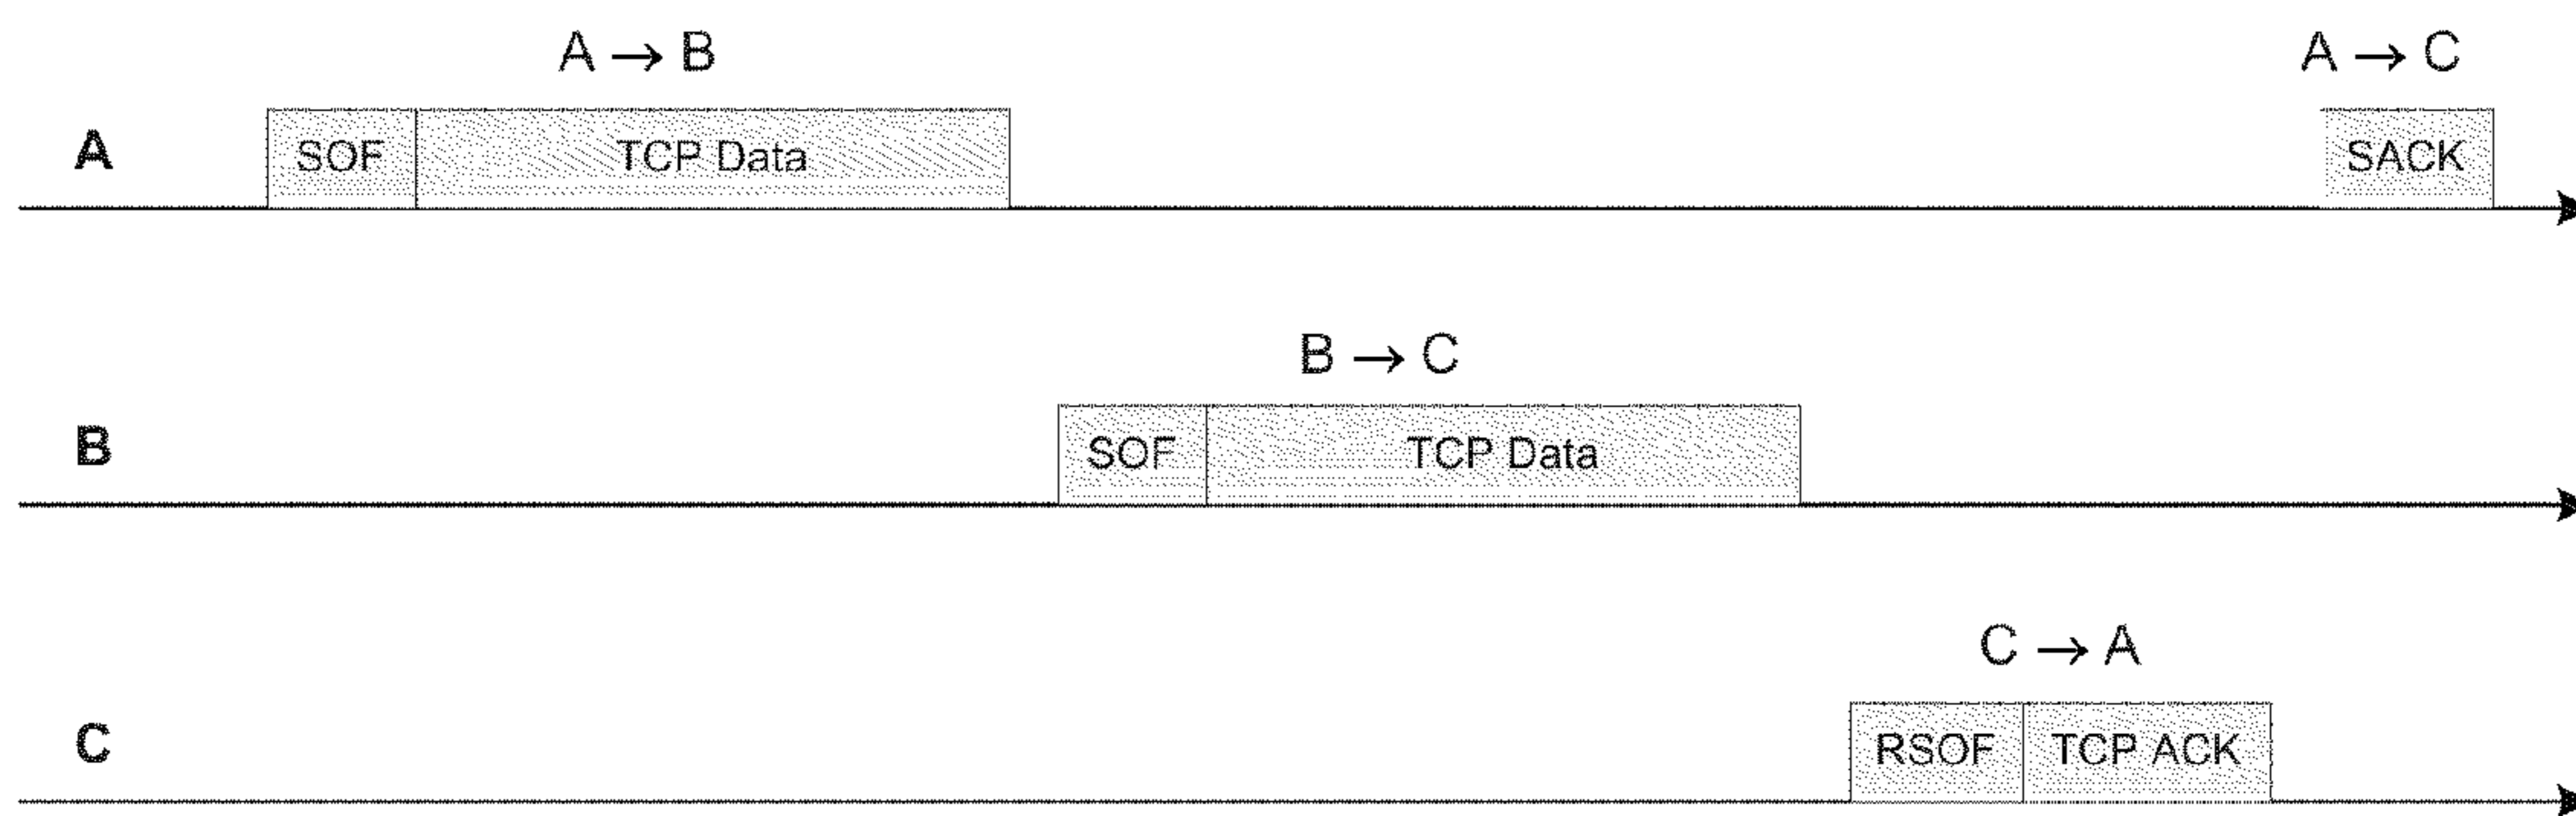 A → B
A → C
A
SOF
TCP Data
SACK
B → C
B
SOF
TCP Data
C → A
C
RSOF
TCP ACK